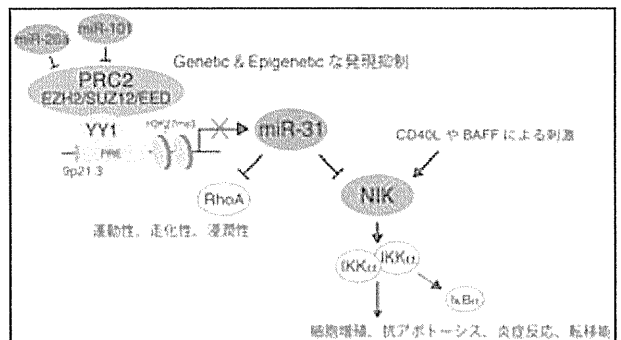 miR-26a
miR-101
Genetic & Epigenetic な発現抑制
PRC2
EZH2/SUZ12/EED
YY1
miR-31
CD40L や BAFF による刺激
PRE
9p21.3
RhoA
NIK
運動性、走化性、浸潤性
IKKα
IKKα
IκBα
細胞増殖、抗アポトーシス、炎症反応、転移能